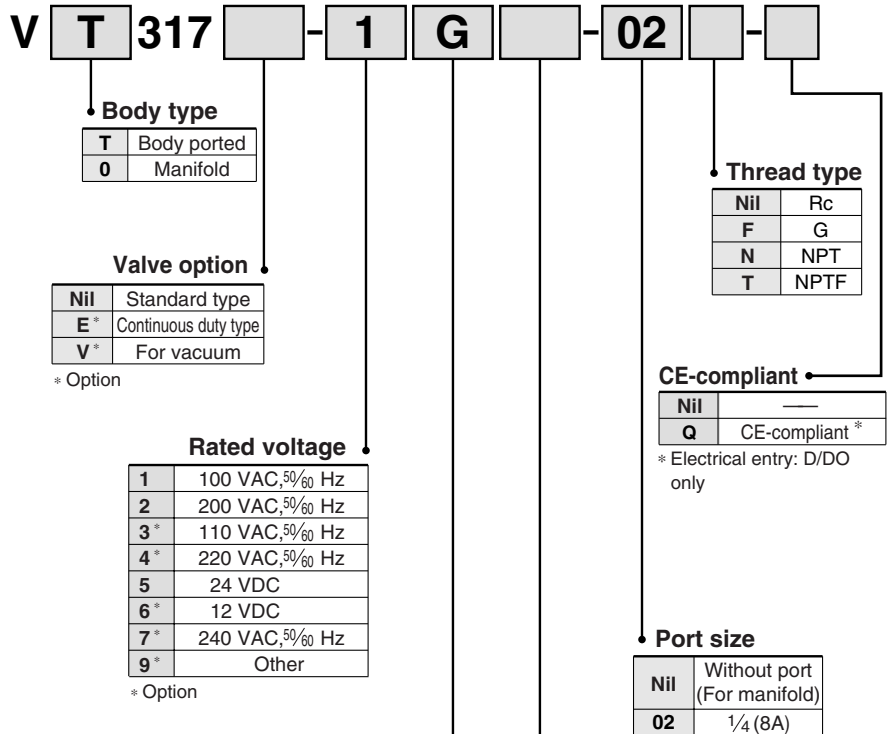 V T 317 - 1 G - 02 -
Body type
T Body ported
0 Manifold
Thread type
Nil Rc
F G
N NPT
T NPTF
Valve option
Nil Standard type
E* Continuous duty type
V* For vacuum
* Option
CE-compliant
Nil —
Q CE-compliant *
* Electrical entry: D/DO
only
Rated voltage
1 100 VAC, 50/60 Hz
2 200 VAC, 50/60 Hz
3* 110 VAC, 50/60 Hz
4* 220 VAC, 50/60 Hz
5 24 VDC
6* 12 VDC
7* 240 VAC, 50/60 Hz
9* Other
* Option
Port size
Nil Without port
(For manifold)
02 1/4 (8A)